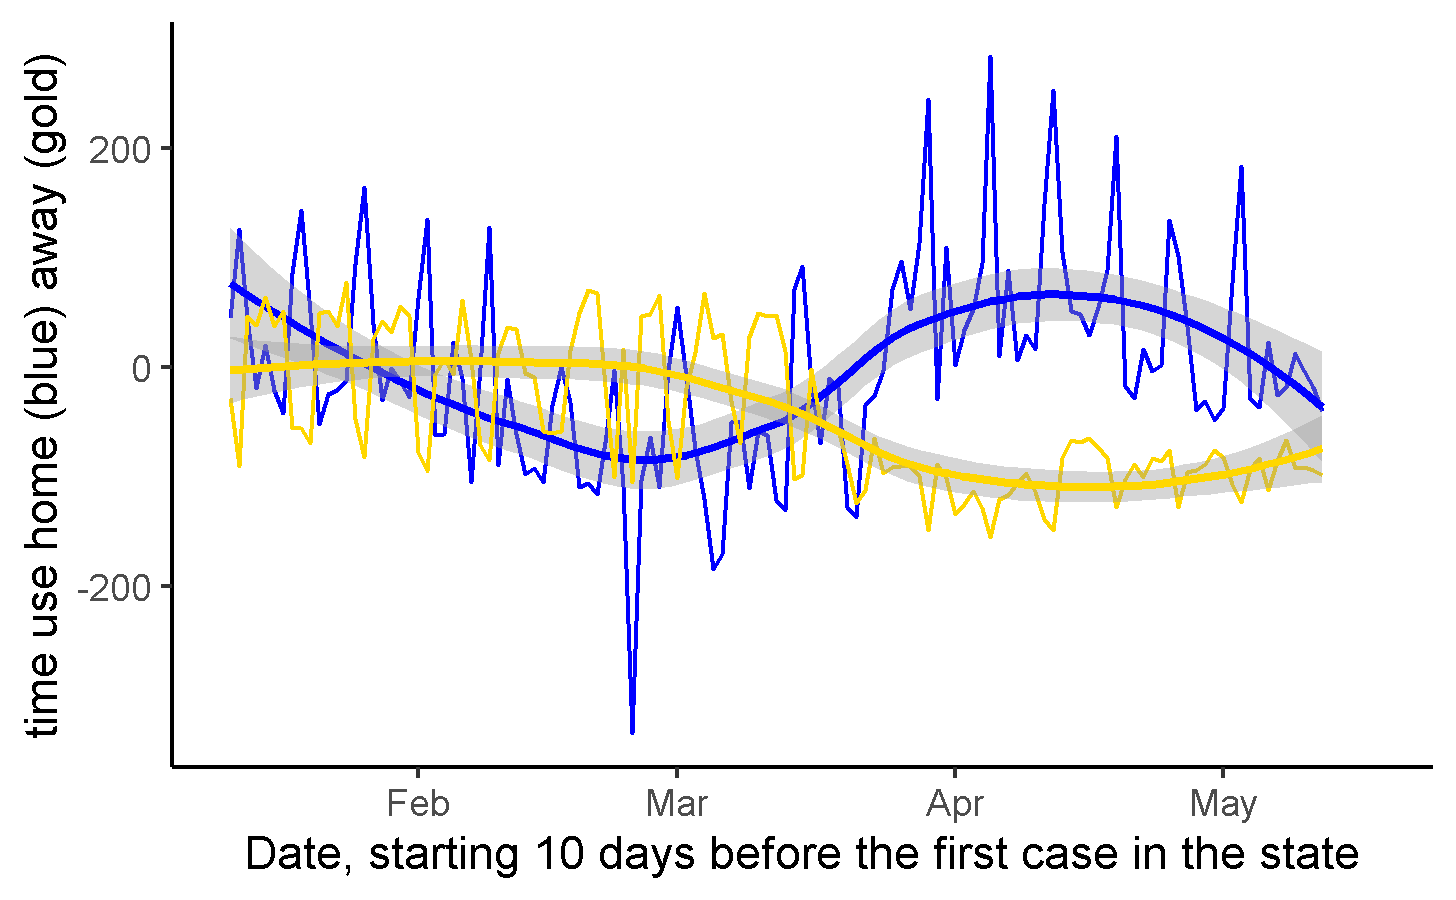 time use home (blue) away (gold)
200
0
-200
Feb
Mar
Apr
May
Date, starting 10 days before the first case in the state